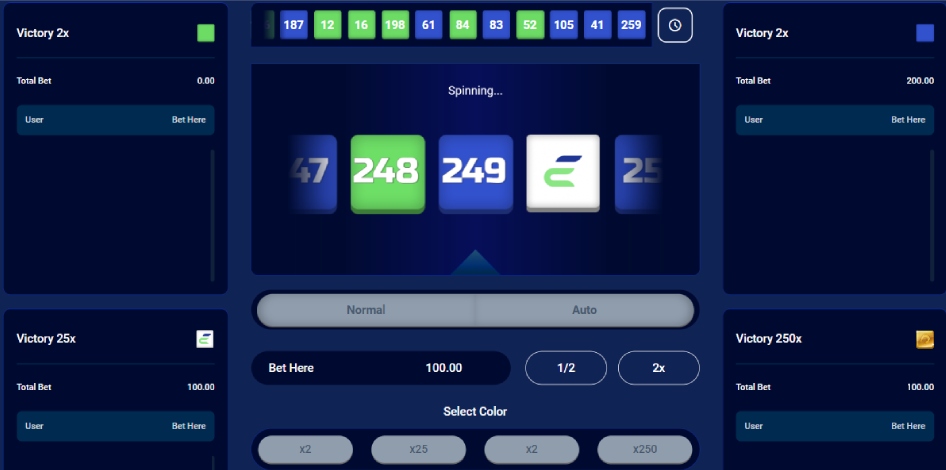 187 12 16 198 61 84 83 52 105 41 259
Victory 2x
Total Bet 0.00
User Bet Here
Spinning...
47 248 249 25
Victory 2x
Total Bet 200.00
User Bet Here
Normal Auto
Victory 25x
Total Bet 100.00
User Bet Here
Bet Here 100.00 1/2 2x
Select Color
x2 x25 x2 x250
Victory 250x
Total Bet 100.00
User Bet Here